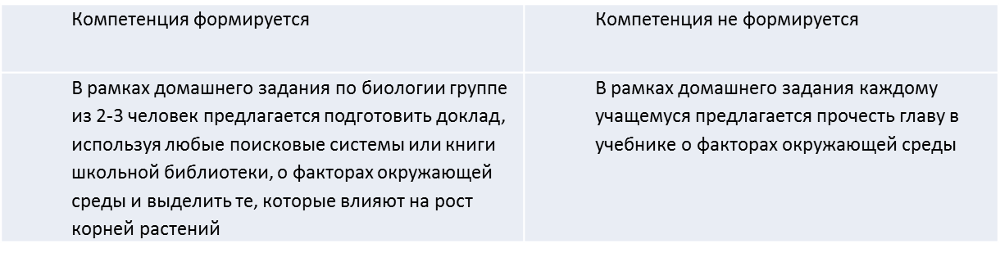 Компетенция формируется
Компетенция не формируется
В рамках домашнего задания по биологии группе
из 2-3 человек предлагается подготовить доклад,
используя любые поисковые системы или книги
школьной библиотеки, о факторах окружающей
среды и выделить те, которые влияют на рост
корней растений
В рамках домашнего задания каждому
учащемуся предлагается прочесть главу в
учебнике о факторах окружающей среды